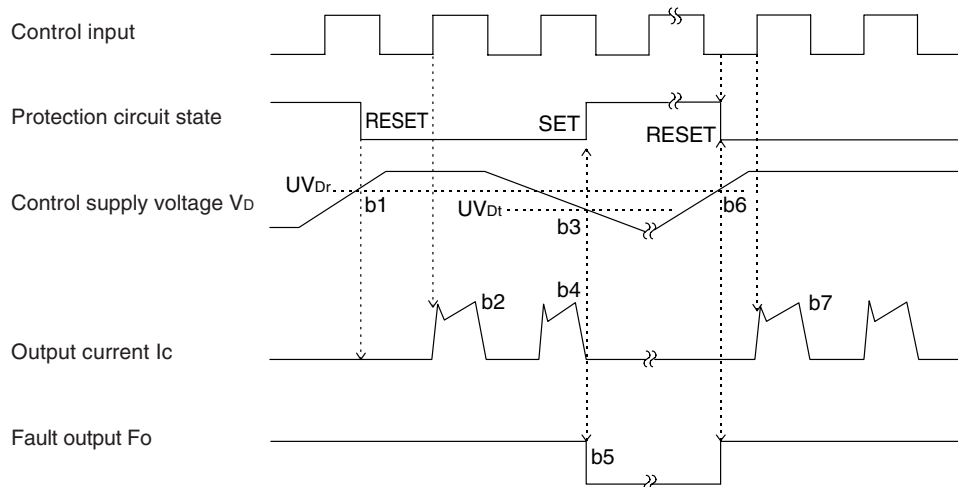 Control input
Protection circuit state
RESET
SET
RESET
UVDr
Control supply voltage VD
b1
UVDt
b3
b6
b2
b4
b7
Output current Ic
Fault output Fo
b5